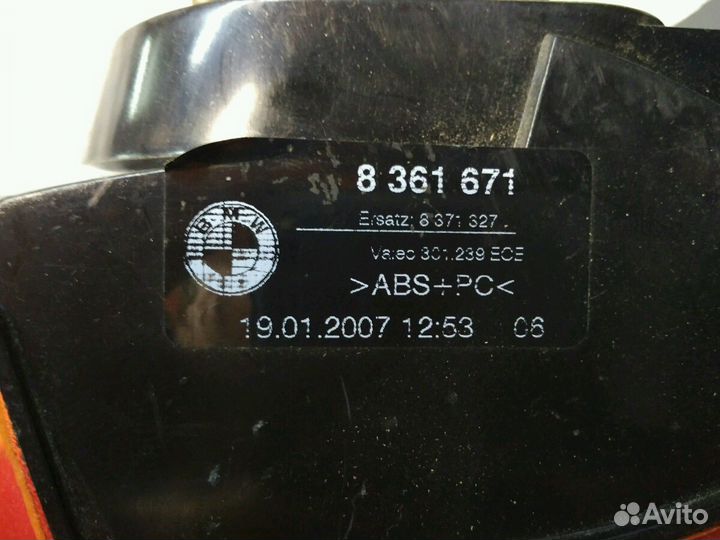 8 361 671
Ersatz: 8 371 327
BMW
Valeo 301.239 ECE
>ABS+PC<
19.01.2007 12:53 06
Avito